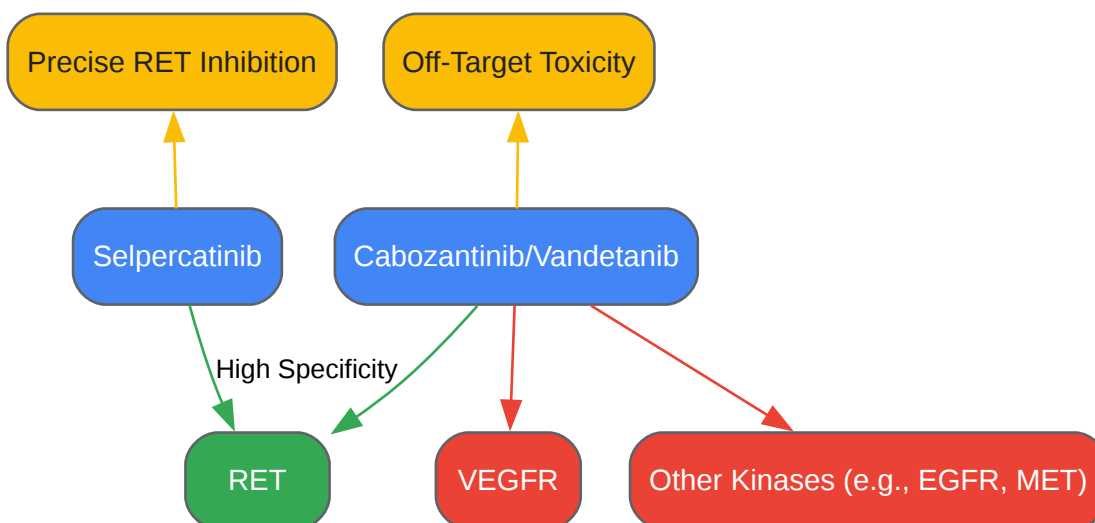 Precise RET Inhibition
Off-Target Toxicity
Selpercatinib
Cabozantinib/Vandetanib
High Specificity
RET
VEGFR
Other Kinases (e.g., EGFR, MET)